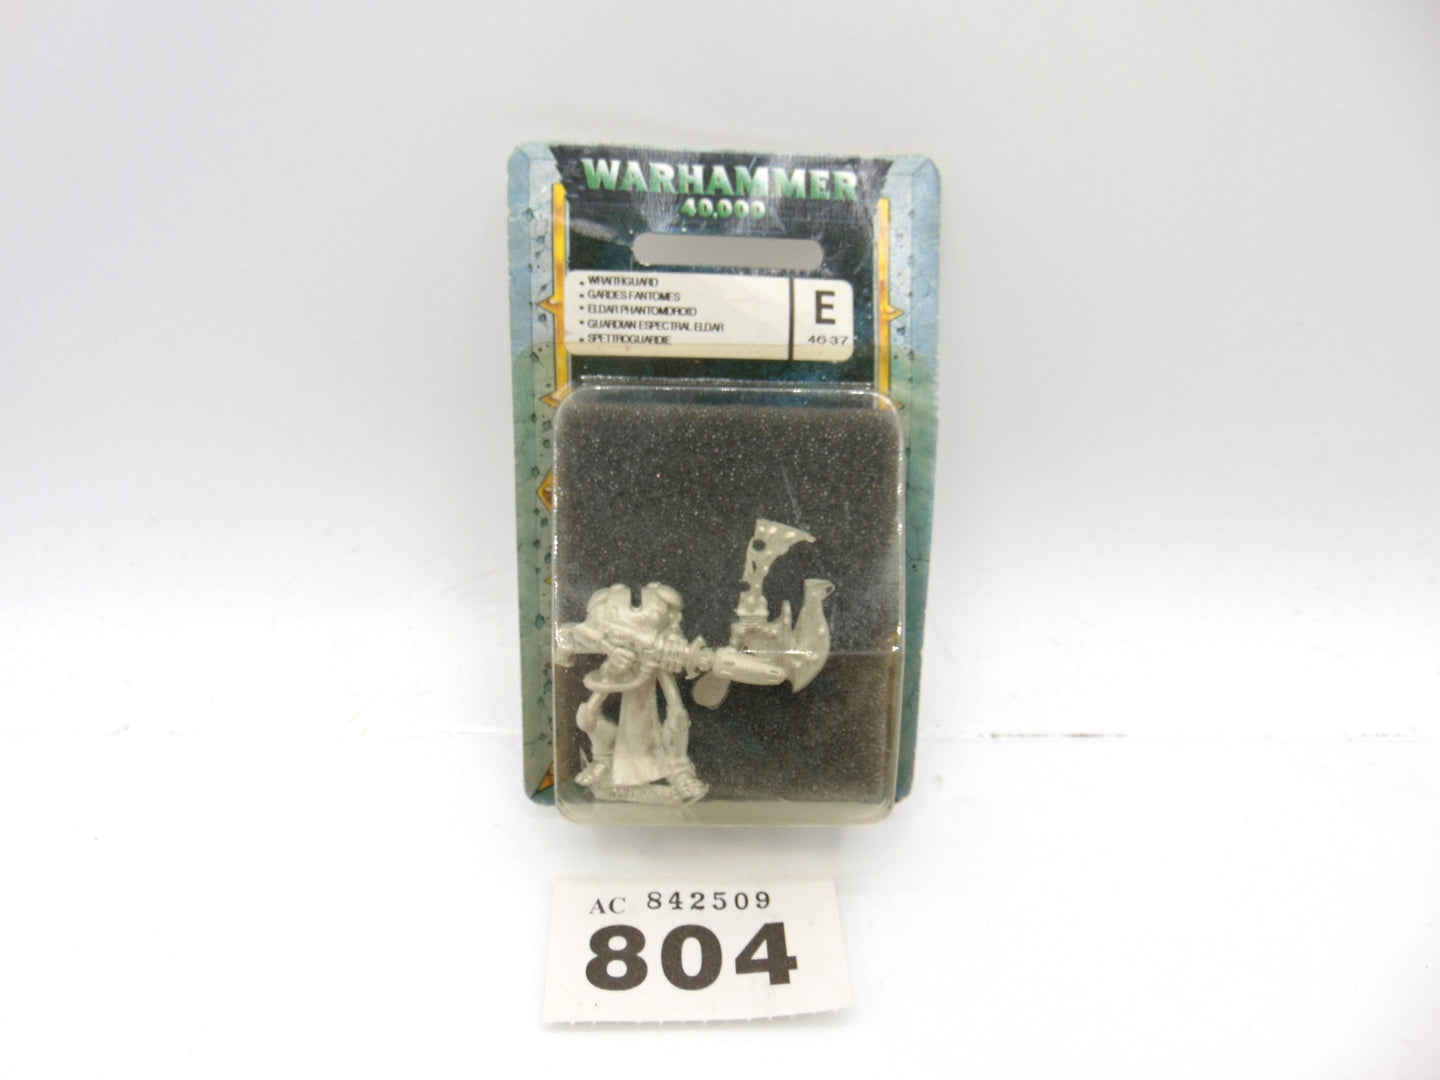 WARHAMMER
40,000
• WRAITHGUARD
• GARDES FANTOMES
• ELDAR PHANTOMDROID
• GUARDIAN ESPECTRAL ELDAR
• SPETTROGUARDIE
E
46-37
AC 842509
804